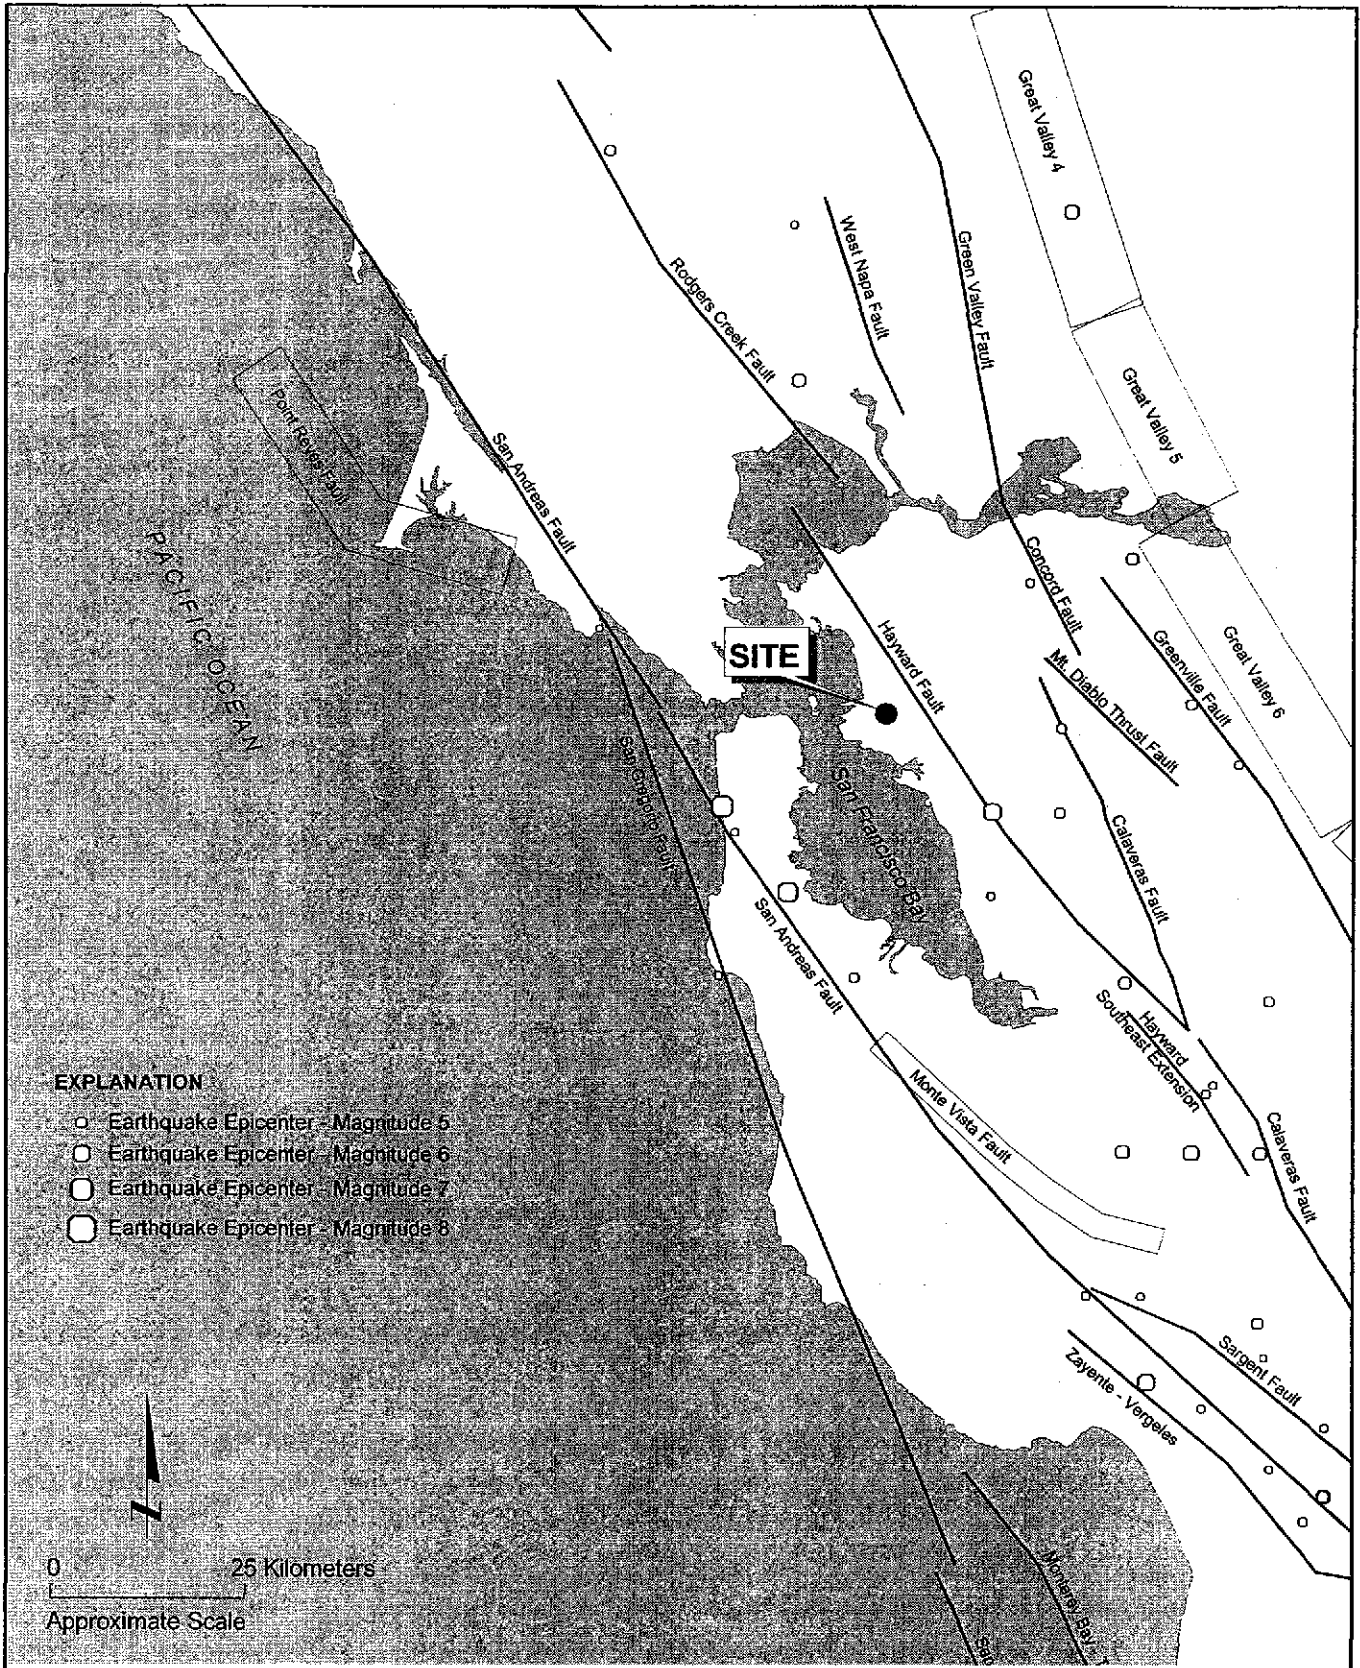 Great Valley 4
West Napa Fault
Green Valley Fault
Rodgers Creek Fault
Great Valley 5
Point Reyes Fault
San Andreas Fault
PACIFIC OCEAN
Concord Fault
Hayward Fault
Greenville Fault
Great Valley 6
SITE
Mt. Diablo Thrust Fault
San Gregorio Fault
San Francisco Bay
Calaveras Fault
San Andreas Fault
Hayward
Southeast Extension
Monte Vista Fault
Calaveras Fault
EXPLANATION
Earthquake Epicenter - Magnitude 5
Earthquake Epicenter - Magnitude 6
Earthquake Epicenter - Magnitude 7
Earthquake Epicenter - Magnitude 8
Sargent Fault
Zayente - Vergeles
Z
0 25 Kilometers
Approximate Scale
Monterey Bay
San